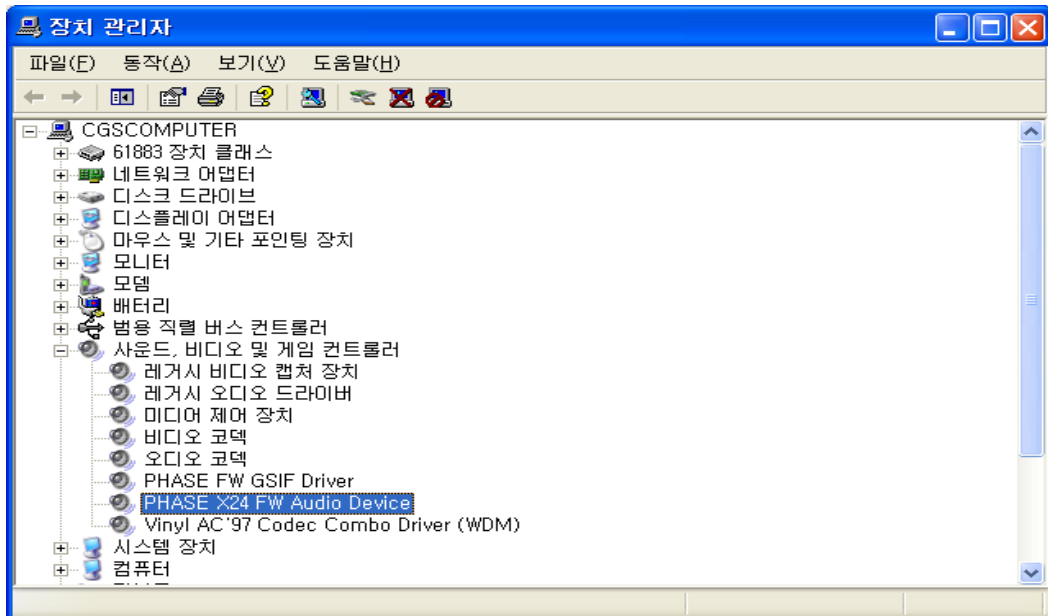 장치 관리자
파일(F) 동작(A) 보기(V) 도움말(H)
CGSCOMPUTER
61883 장치 클래스
네트워크 어댑터
디스크 드라이브
디스플레이 어댑터
마우스 및 기타 포인팅 장치
모니터
모뎀
배터리
범용 직렬 버스 컨트롤러
사운드, 비디오 및 게임 컨트롤러
레거시 비디오 캡처 장치
레거시 오디오 드라이버
미디어 제어 장치
비디오 코덱
오디오 코덱
PHASE FW GSIF Driver
PHASE X24 FW Audio Device
Vinyl AC'97 Codec Combo Driver (WDM)
시스템 장치
컴퓨터